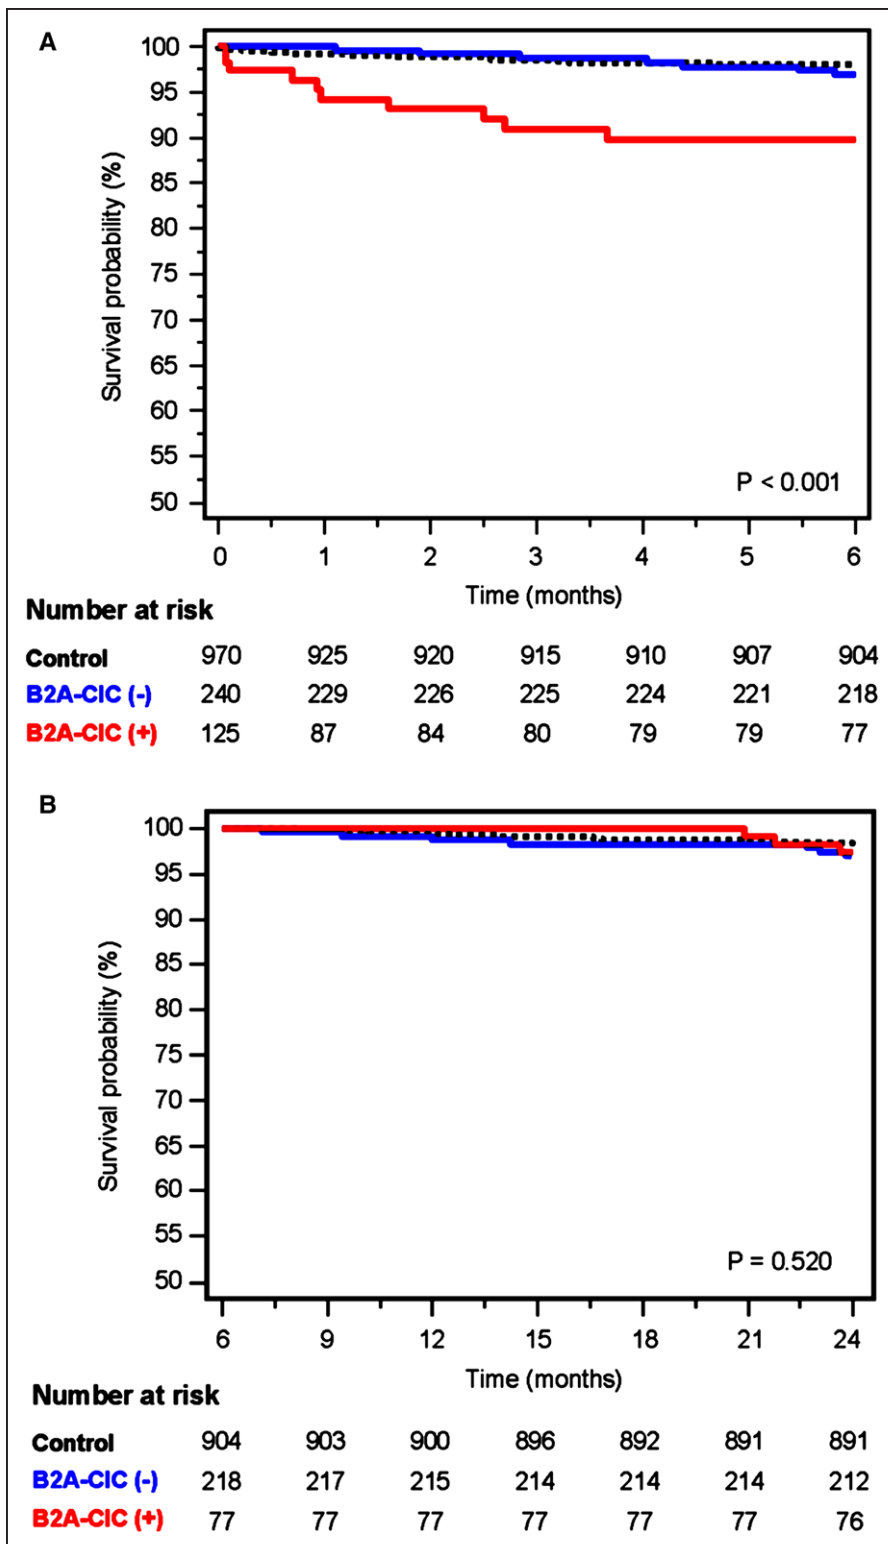 A
Survival probability (%)
100
95
90
85
80
75
70
65
60
55
50
P < 0.001
0 1 2 3 4 5 6
Time (months)
Number at risk
Control 970 925 920 915 910 907 904
B2A-CIC (-) 240 229 226 225 224 221 218
B2A-CIC (+) 125 87 84 80 79 79 77
B
Survival probability (%)
100
95
90
85
80
75
70
65
60
55
50
P = 0.520
6 9 12 15 18 21 24
Time (months)
Number at risk
Control 904 903 900 896 892 891 891
B2A-CIC (-) 218 217 215 214 214 214 212
B2A-CIC (+) 77 77 77 77 77 77 76